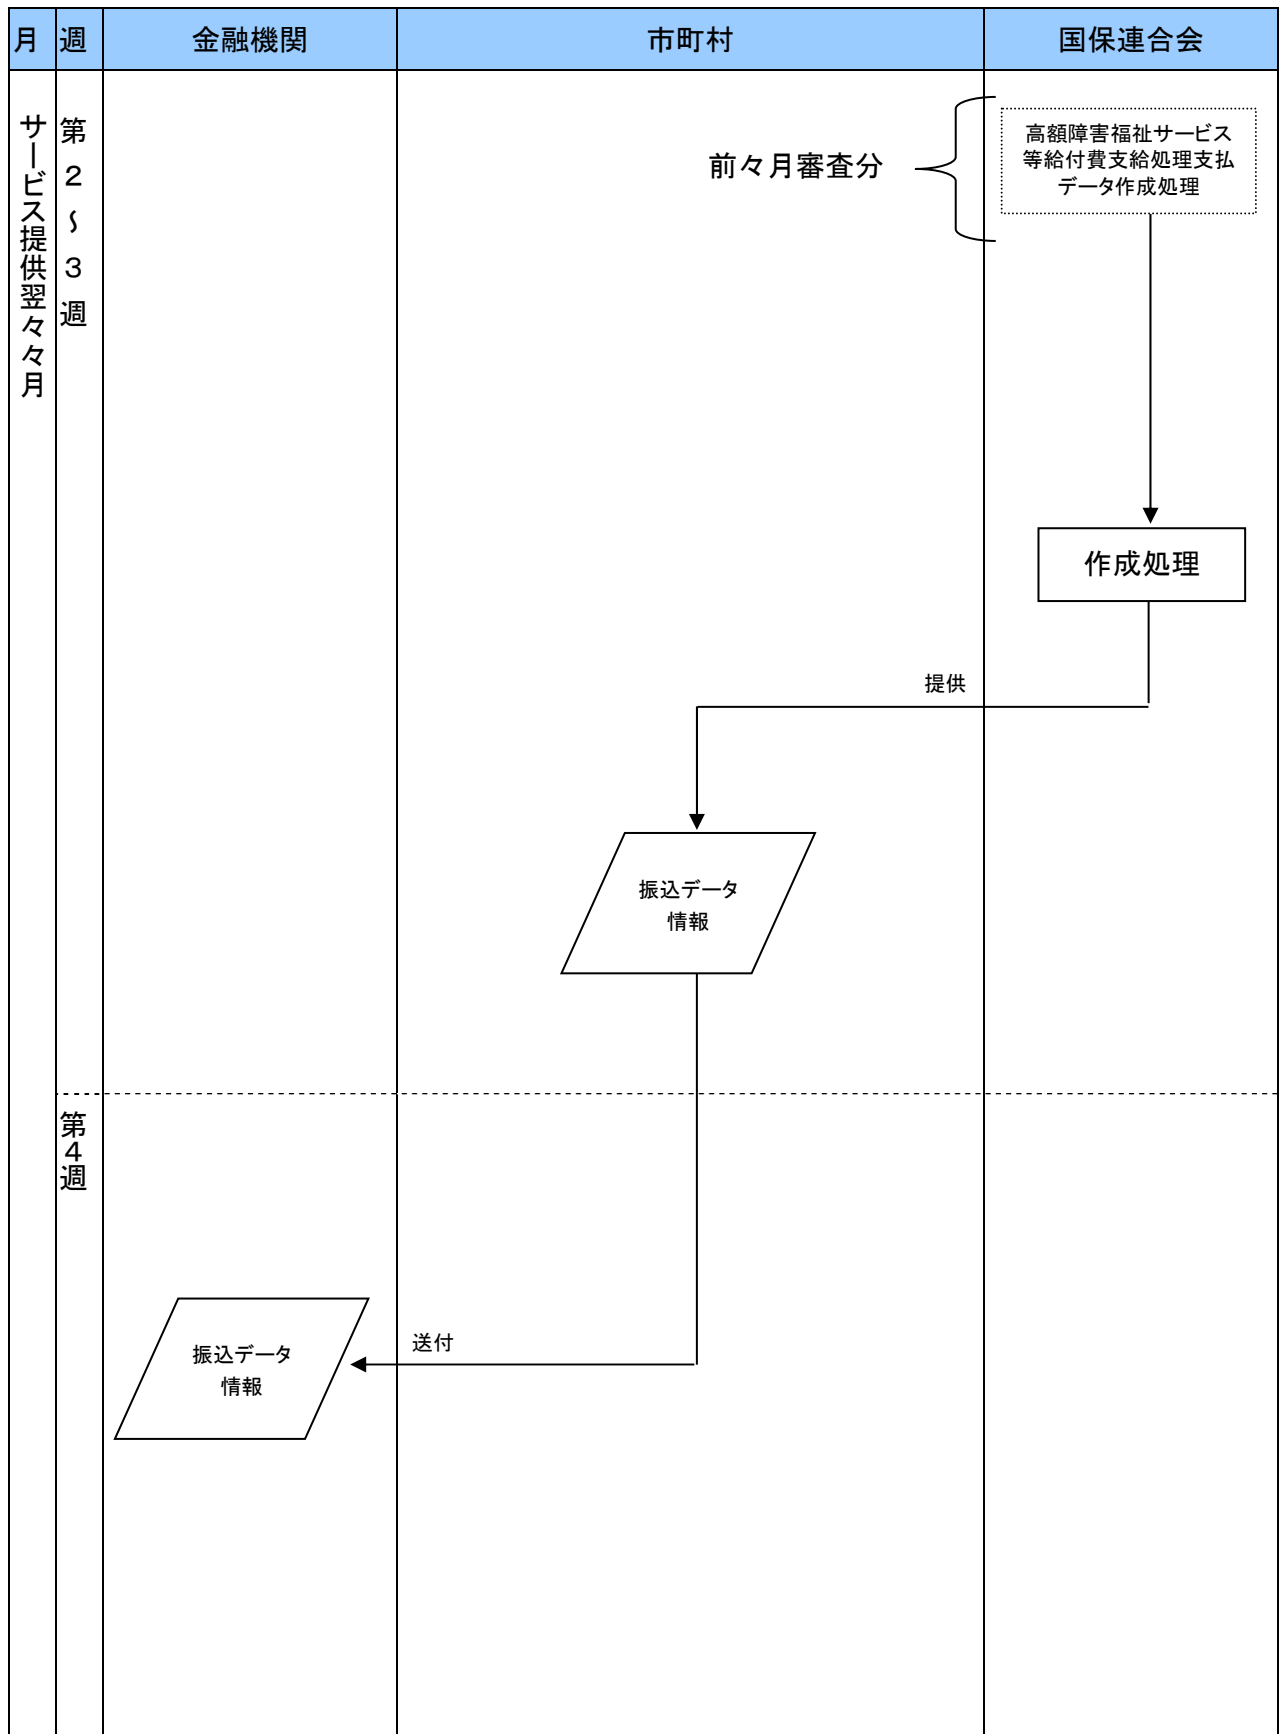 月
週
金融機関
市町村
国保連合会
サービス提供翌々々月
第2～3週
前々月審査分
高額障害福祉サービス
等給付費支給処理支払
データ作成処理
作成処理
提供
振込データ
情報
第4週
送付
振込データ
情報